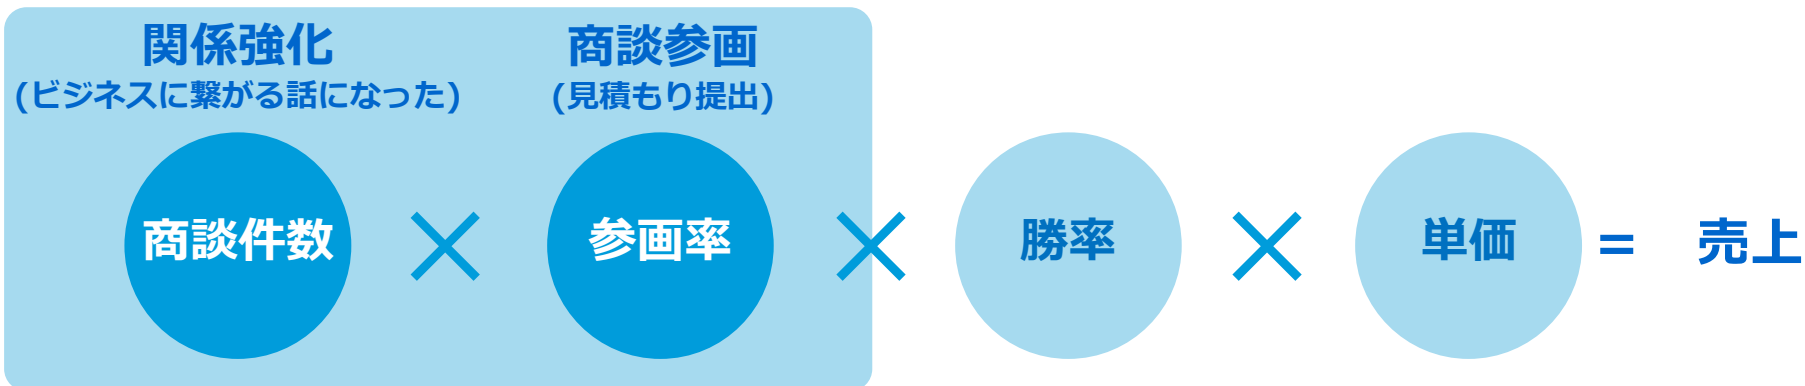 関係強化
(ビジネスに繋がる話になった)
商談参画
(見積もり提出)
商談件数 × 参画率 × 勝率 × 単価 = 売上